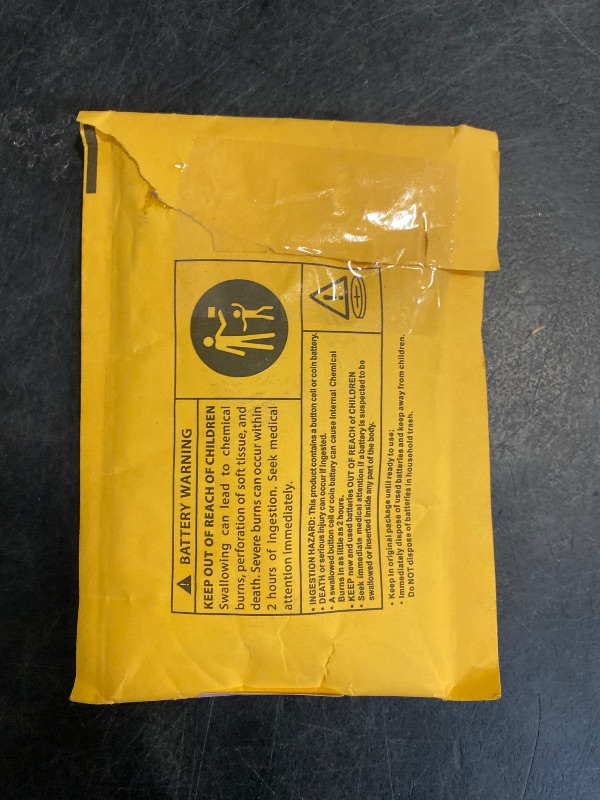 BATTERY WARNING
KEEP OUT OF REACH OF CHILDREN
Swallowing can lead to chemical
burns, perforation of soft tissue, and
death. Severe burns can occur within
2 hours of ingestion. Seek medical
attention immediately.
• INGESTION HAZARD: This product contains a button cell or coin battery.
• DEATH or serious injury can occur if ingested.
• A swallowed button cell or coin battery can cause Internal Chemical
Burns in as little as 2 hours.
• KEEP new and used batteries OUT OF REACH of CHILDREN
• Seek immediate medical attention if a battery is suspected to be
swallowed or inserted inside any part of the body.
• Keep in original package until ready to use;
• Immediately dispose of used batteries and keep away from children.
Do NOT dispose of batteries in household trash.